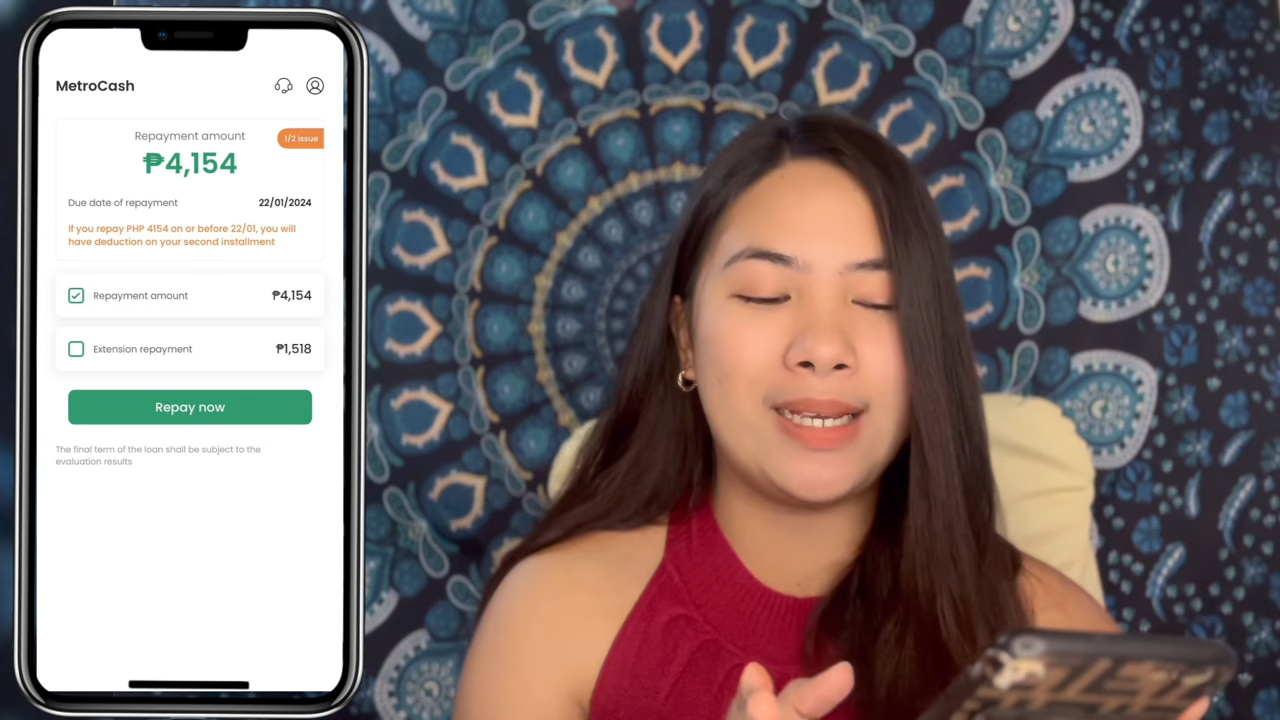 MetroCash
Repayment amount
1/2 issue
₱4,154
Due date of repayment 22/01/2024
If you repay PHP 4154 on or before 22/01, you will
have deduction on your second installment
Repayment amount ₱4,154
Extension repayment ₱1,518
Repay now
The final term of the loan shall be subject to the
evaluation results